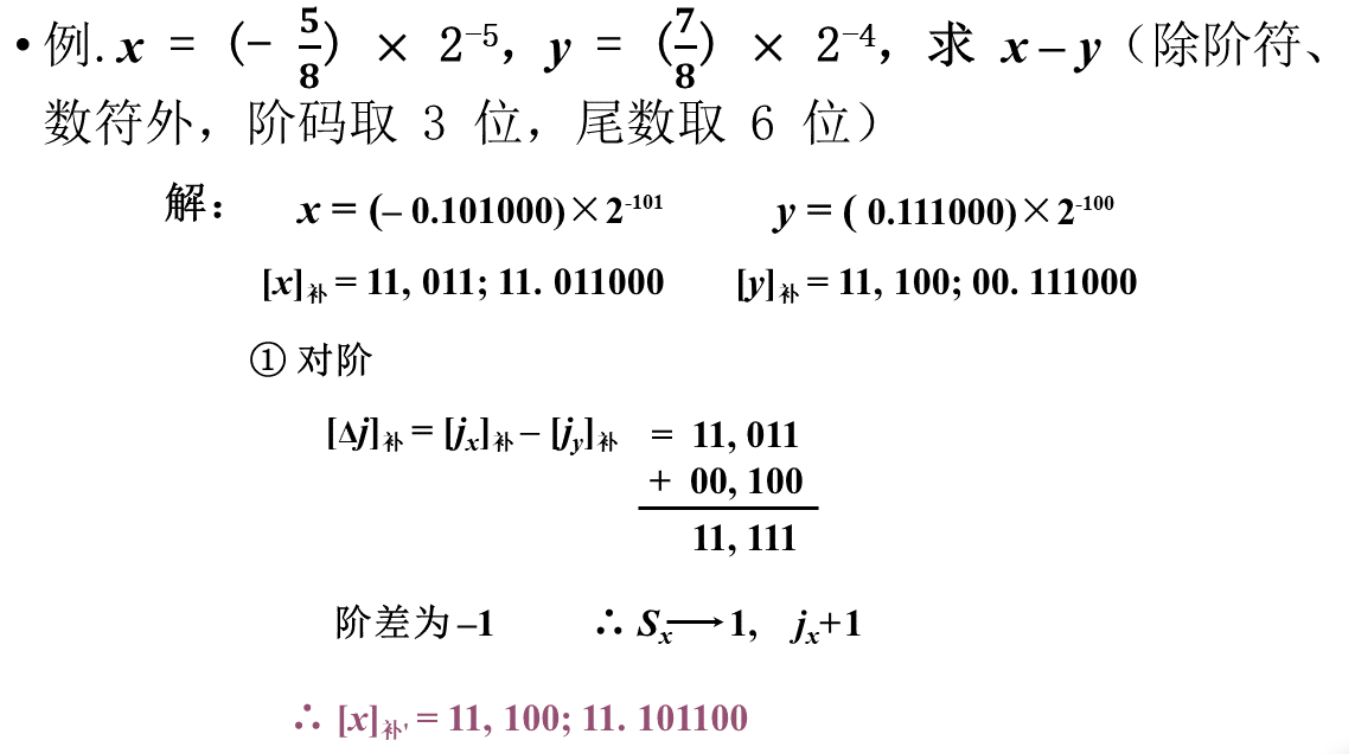 • 例. x = (− 5/8) × 2⁻⁵, y = (7/8) × 2⁻⁴, 求 x – y（除阶符、
数符外，阶码取 3 位，尾数取 6 位）
解： x = (– 0.101000) × 2⁻¹⁰¹ y = ( 0.111000) × 2⁻¹⁰⁰
[x]补 = 11, 011; 11. 011000 [y]补 = 11, 100; 00. 111000
① 对阶
[Δj]补 = [jx]补 – [jy]补 = 11, 011
+ 00, 100
11, 111
阶差为 –1 ∴ Sx ⟶ 1, jx+1
∴ [x]补' = 11, 100; 11. 101100